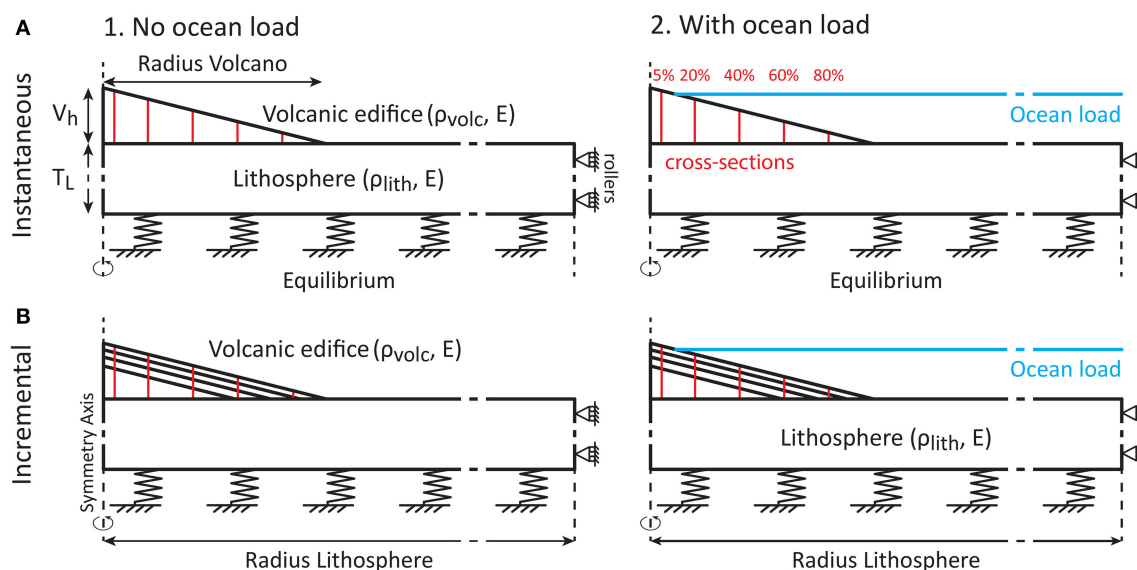 1. No ocean load
2. With ocean load
A
Instantaneous
Radius Volcano
Vh
Volcanic edifice (ρvolc, E)
TL
Lithosphere (ρlith, E)
rollers
Equilibrium
5% 20% 40% 60% 80%
Ocean load
cross-sections
Equilibrium
B
Incremental
Volcanic edifice (ρvolc, E)
Symmetry Axis
Radius Lithosphere
Ocean load
Lithosphere (ρlith, E)
Radius Lithosphere